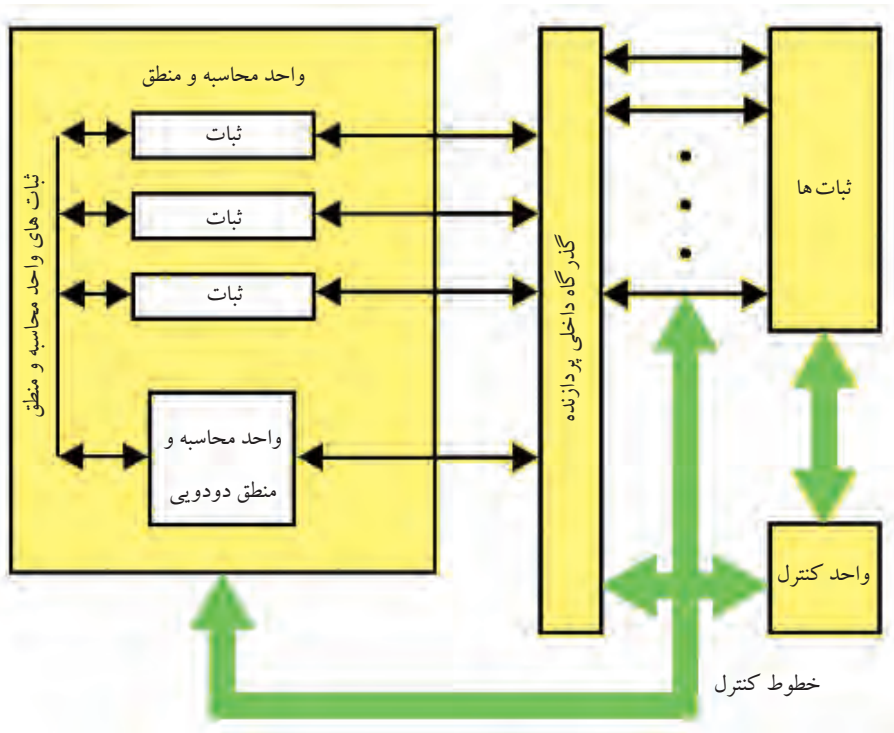 واحد محاسبه و منطق
ثبات
ثبات
ثبات
ثبات های واحد محاسبه و منطق
واحد محاسبه و
منطق دودویی
گذرگاه داخلی پردازنده
ثبات ها
واحد کنترل
خطوط کنترل